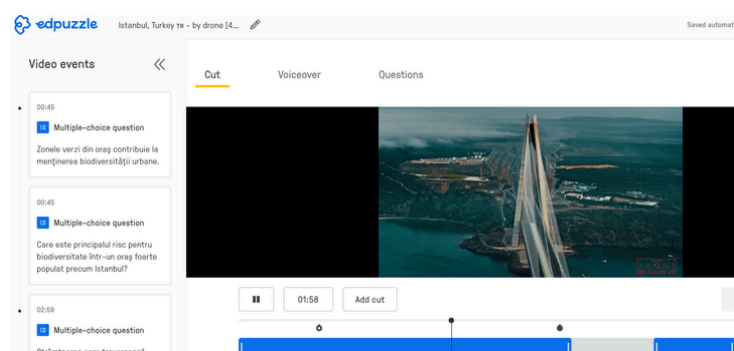 edpuzzle
Istanbul, Turkey TR - by drone [4...
Saved automat
Video events
Cut
Voiceover
Questions
00:45
Multiple-choice question
Zonele verzi din oraș contribuie la
menținerea biodiversității urbane.
00:45
Multiple-choice question
Care este principalul risc pentru
biodiversitate într-un oraș foarte
populat precum Istanbul?
02:59
Multiple-choice question
01:58
Add cut